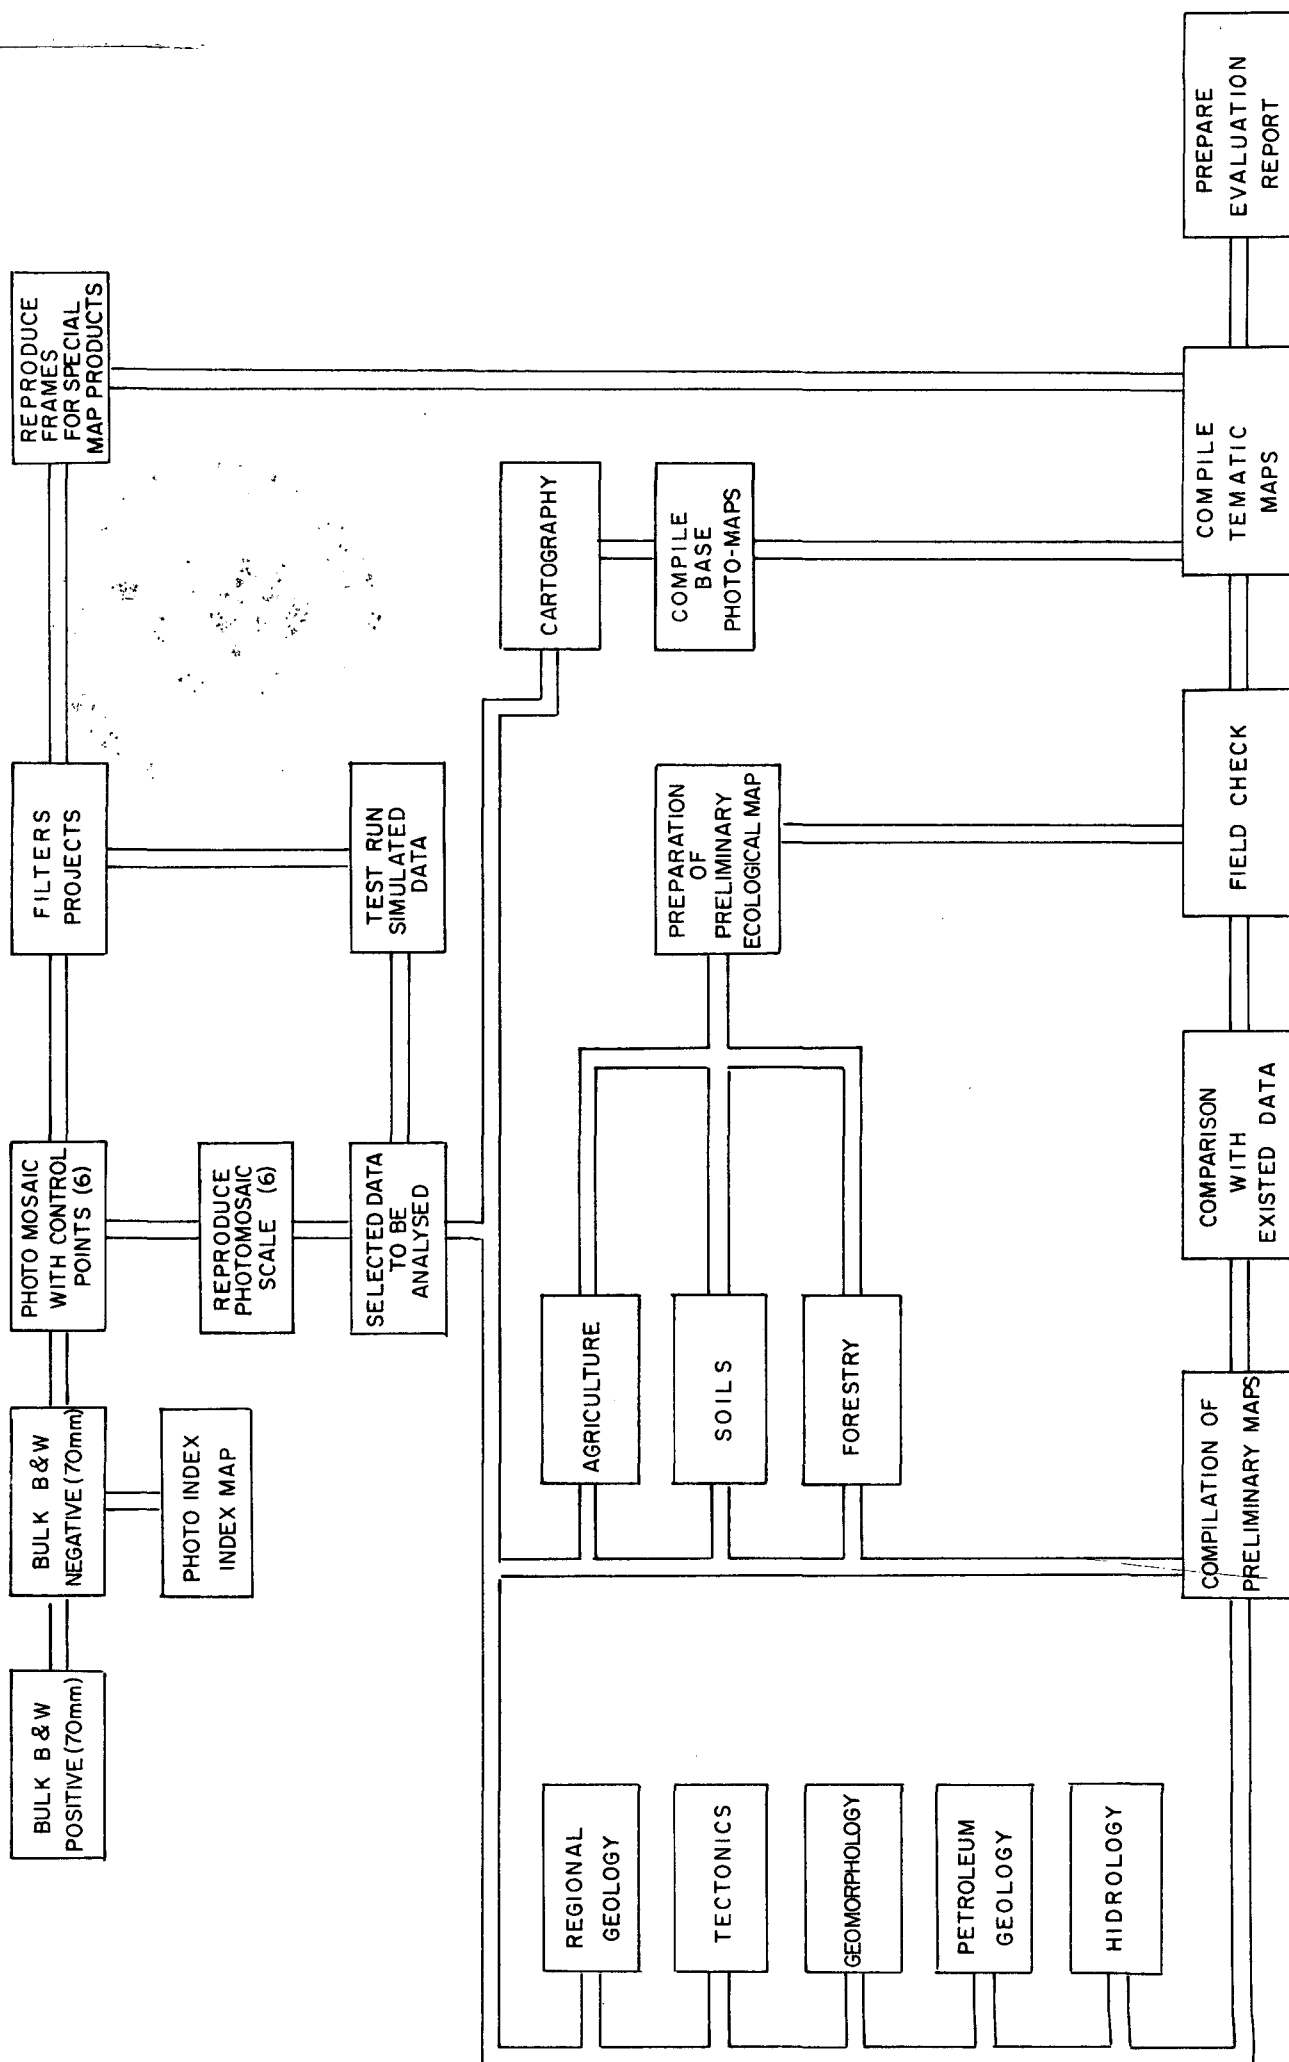 BULK B&W
POSITIVE(70mm)
BULK B&W
NEGATIVE(70mm)
PHOTO INDEX
INDEX MAP
PHOTO MOSAIC
WITH CONTROL
POINTS (6)
REPRODUCE
PHOTOMOSAIC
SCALE (6)
SELECTED DATA
TO BE
ANALYSED
FILTERS
PROJECTS
TEST RUN
SIMULATED
DATA
REPRODUCE
FRAMES
FOR SPECIAL
MAP PRODUCTS
CARTOGRAPHY
COMPILE
BASE
PHOTO-MAPS
REGIONAL
GEOLOGY
TECTONICS
GEOMORPHOLOGY
PETROLEUM
GEOLOGY
HIDROLOGY
AGRICULTURE
SOILS
FORESTRY
PREPARATION
OF
PRELIMINARY
ECOLOGICAL MAP
COMPILATION OF
PRELIMINARY MAPS
COMPARISON
WITH
EXISTED DATA
FIELD CHECK
COMPILE
TEMATIC
MAPS
PREPARE
EVALUATION
REPORT